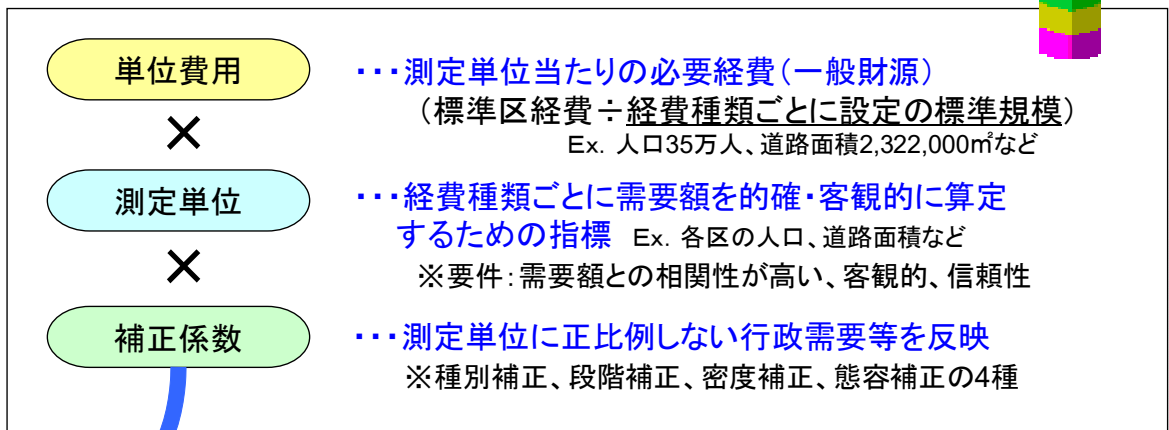 単位費用
・・・測定単位当たりの必要経費(一般財源)
(標準区経費÷経費種類ごとに設定の標準規模)
Ex. 人口35万人、道路面積2,322,000㎡など
×
測定単位
・・・経費種類ごとに需要額を的確・客観的に算定
するための指標 Ex. 各区の人口、道路面積など
※要件:需要額との相関性が高い、客観的、信頼性
×
補正係数
・・・測定単位に正比例しない行政需要等を反映
※種別補正、段階補正、密度補正、態容補正の4種